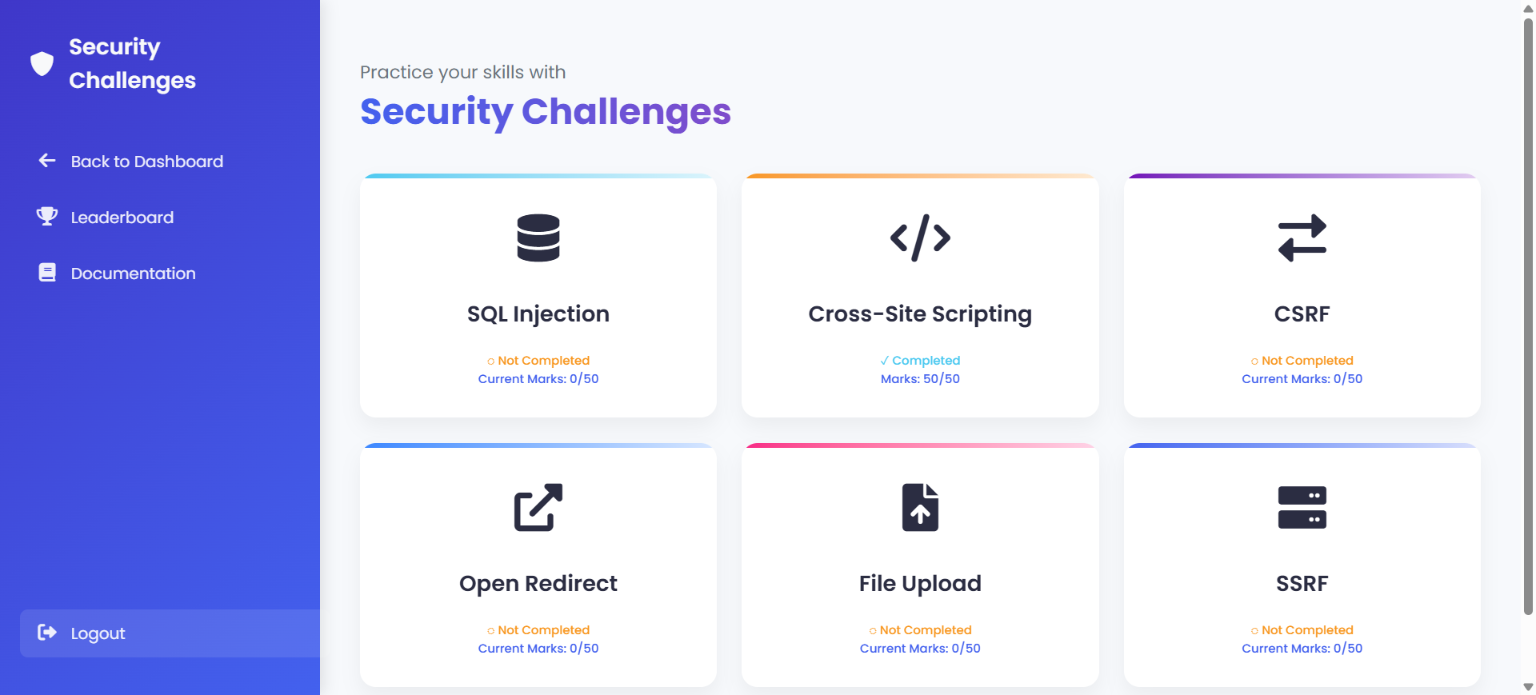 Security
Challenges
Back to Dashboard
Leaderboard
Documentation
Logout
Practice your skills with
Security Challenges
SQL Injection
○ Not Completed
Current Marks: 0/50
Cross-Site Scripting
✓ Completed
Marks: 50/50
CSRF
○ Not Completed
Current Marks: 0/50
Open Redirect
○ Not Completed
Current Marks: 0/50
File Upload
○ Not Completed
Current Marks: 0/50
SSRF
○ Not Completed
Current Marks: 0/50